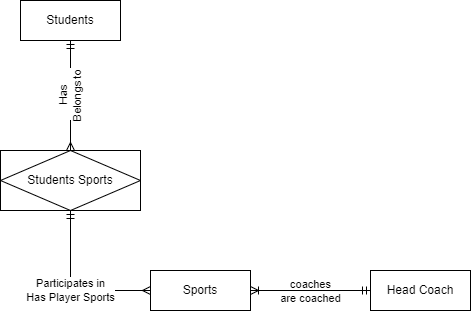 Students
Has
Belongs to
Students Sports
Participates in
Has Player Sports
Sports
coaches
are coached
Head Coach